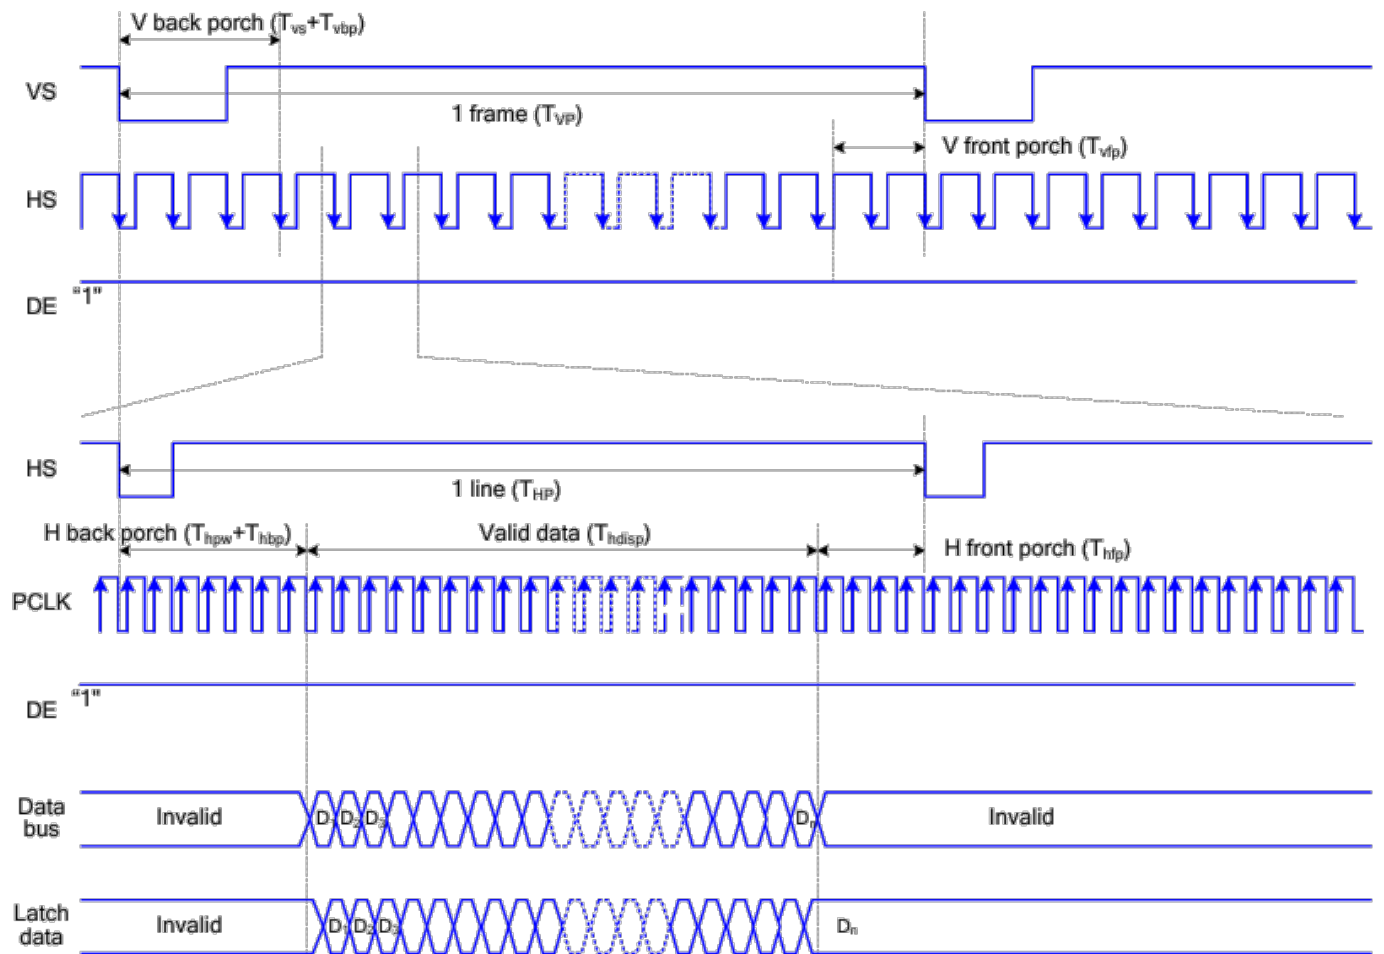 V back porch (Tvs+Tvbp)
VS
1 frame (TVP)
V front porch (Tvfp)
HS
DE "1"
HS
1 line (THP)
H back porch (Thpw+Thbp)
Valid data (Thdisp)
H front porch (Thfp)
PCLK
DE "1"
Data
bus
Invalid
D1 D2 D3
Dn
Invalid
Latch
data
Invalid
D1 D2 D3
Dn